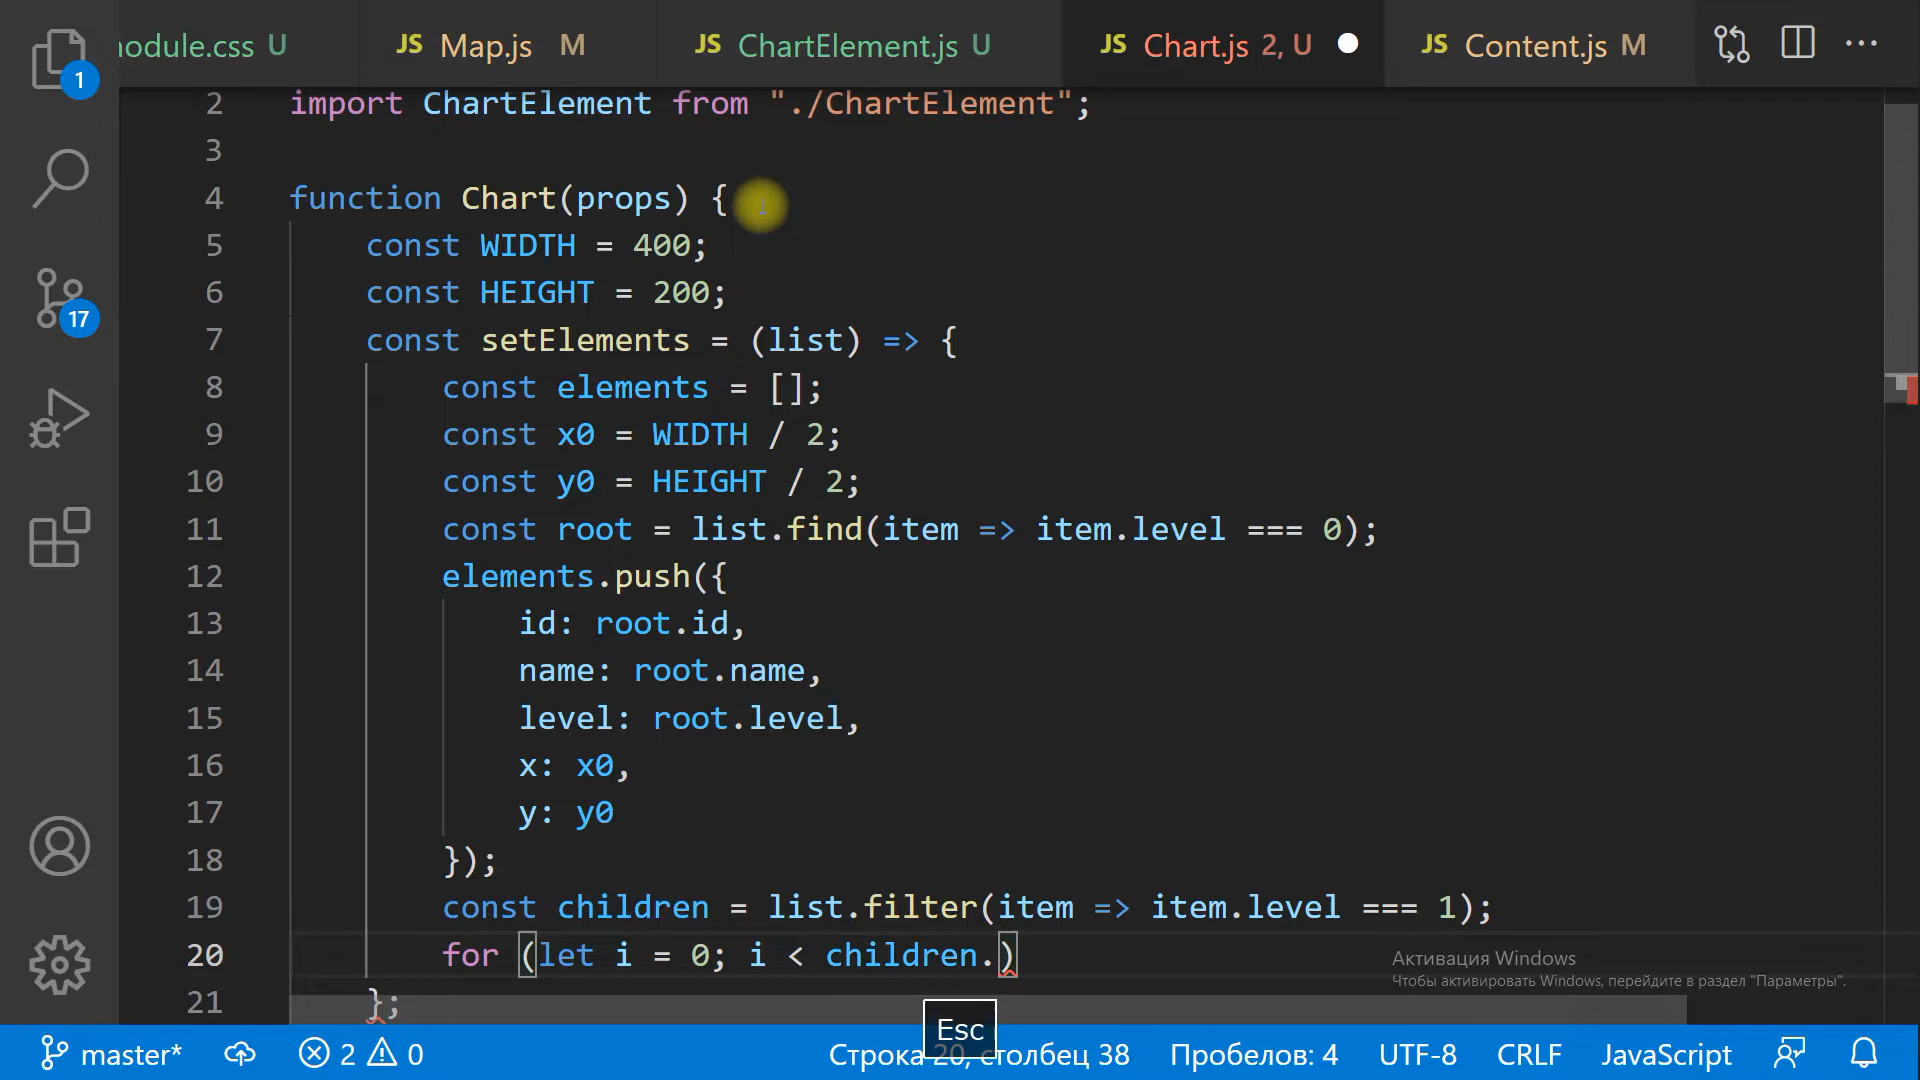 nodule.css U JS Map.js M JS ChartElement.js U JS Chart.js 2, U JS Content.js M
1
2 import ChartElement from "./ChartElement";
3
4 function Chart(props) {
5 const WIDTH = 400;
6 const HEIGHT = 200;
7 const setElements = (list) => {
8 const elements = [];
9 const x0 = WIDTH / 2;
10 const y0 = HEIGHT / 2;
11 const root = list.find(item => item.level === 0);
12 elements.push({
13 id: root.id,
14 name: root.name,
15 level: root.level,
16 x: x0,
17 y: y0
18 });
19 const children = list.filter(item => item.level === 1);
20 for (let i = 0; i < children.)
21 };
17
Активация Windows
Чтобы активировать Windows, перейдите в раздел "Параметры".
Esc
master* 2 0 Строка 20, столбец 38 Пробелов: 4 UTF-8 CRLF JavaScript